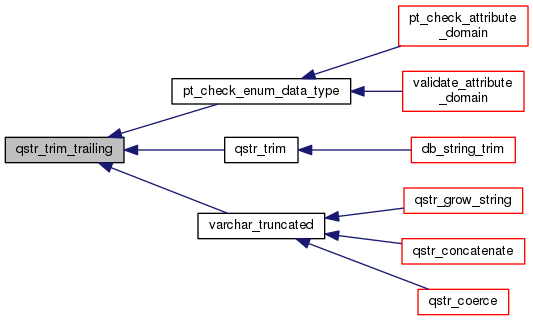 pt_check_attribute
_domain
pt_check_enum_data_type
validate_attribute
_domain
qstr_trim_trailing
qstr_trim
db_string_trim
varchar_truncated
qstr_grow_string
qstr_concatenate
qstr_coerce